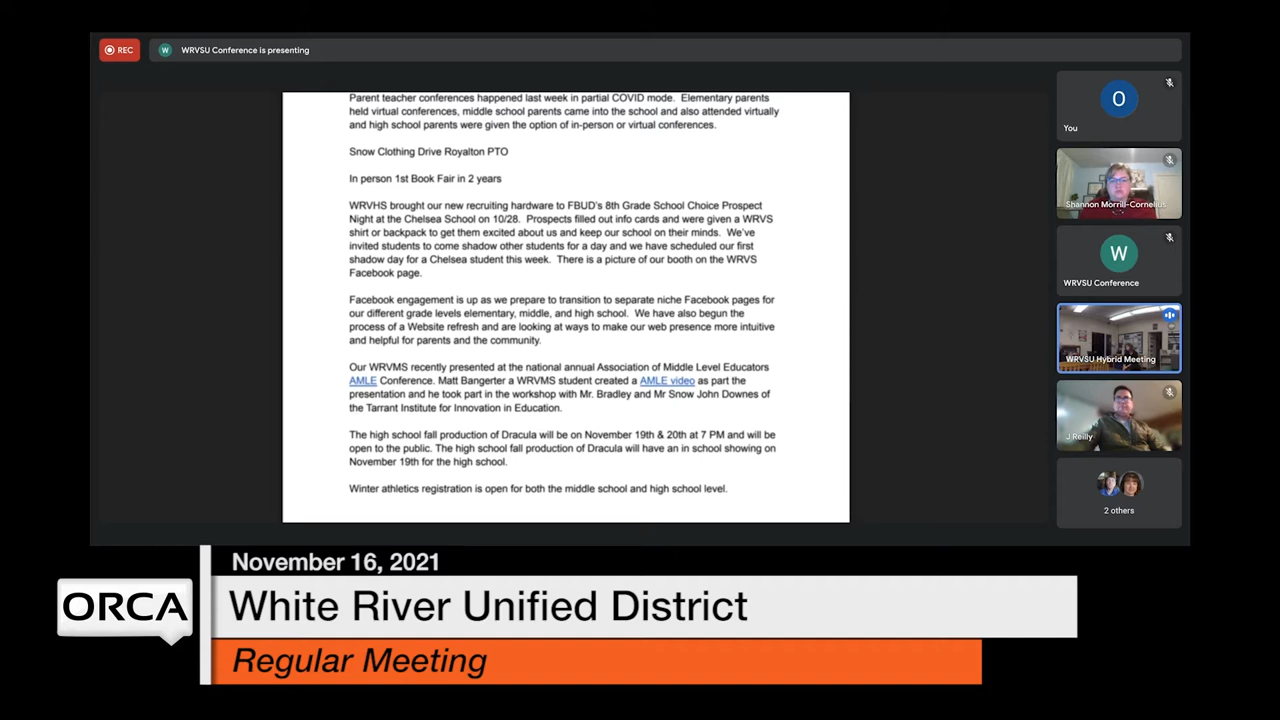 REC
W
WRVSU Conference is presenting
Parent teacher conferences happened last week in partial COVID mode. Elementary parents
held virtual conferences, middle school parents came into the school and also attended virtually
and high school parents were given the option of in-person or virtual conferences.
Snow Clothing Drive Royalton PTO
In person 1st Book Fair in 2 years
WRVHS brought our new recruiting hardware to FBUD's 8th Grade School Choice Prospect
Night at the Chelsea School on 10/28. Prospects filled out info cards and were given a WRVS
shirt or backpack to get them excited about us and keep our school on their minds. We've
invited students to come shadow other students for a day and we have scheduled our first
shadow day for a Chelsea student this week. There is a picture of our booth on the WRVS
Facebook page.
Facebook engagement is up as we prepare to transition to separate niche Facebook pages for
our different grade levels elementary, middle, and high school. We have also begun the
process of a Website refresh and are looking at ways to make our web presence more intuitive
and helpful for parents and the community.
Our WRVMS recently presented at the national annual Association of Middle Level Educators
AMLE Conference. Matt Bangerter a WRVMS student created a AMLE video as part the
presentation and he took part in the workshop with Mr. Bradley and Mr Snow John Downes of
the Tarrant Institute for Innovation in Education.
The high school fall production of Dracula will be on November 19th & 20th at 7 PM and will be
open to the public. The high school fall production of Dracula will have an in school showing on
November 19th for the high school.
Winter athletics registration is open for both the middle school and high school level.
O
You
Shannon Morrill-Cornelius
W
WRVSU Conference
WRVSU Hybrid Meeting
J Reilly
2 others
November 16, 2021
ORCA
White River Unified District
Regular Meeting